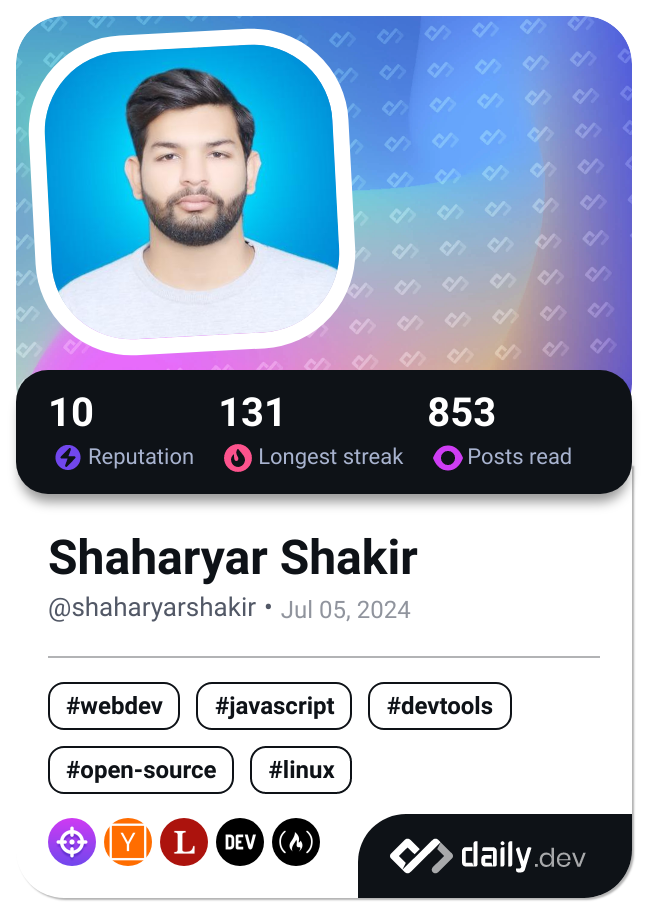 10 131 853
Reputation Longest streak Posts read
Shaharyar Shakir
@shaharyarshakir • Jul 05, 2024
#webdev #javascript #devtools
#open-source #linux
Y L DEV
daily.dev